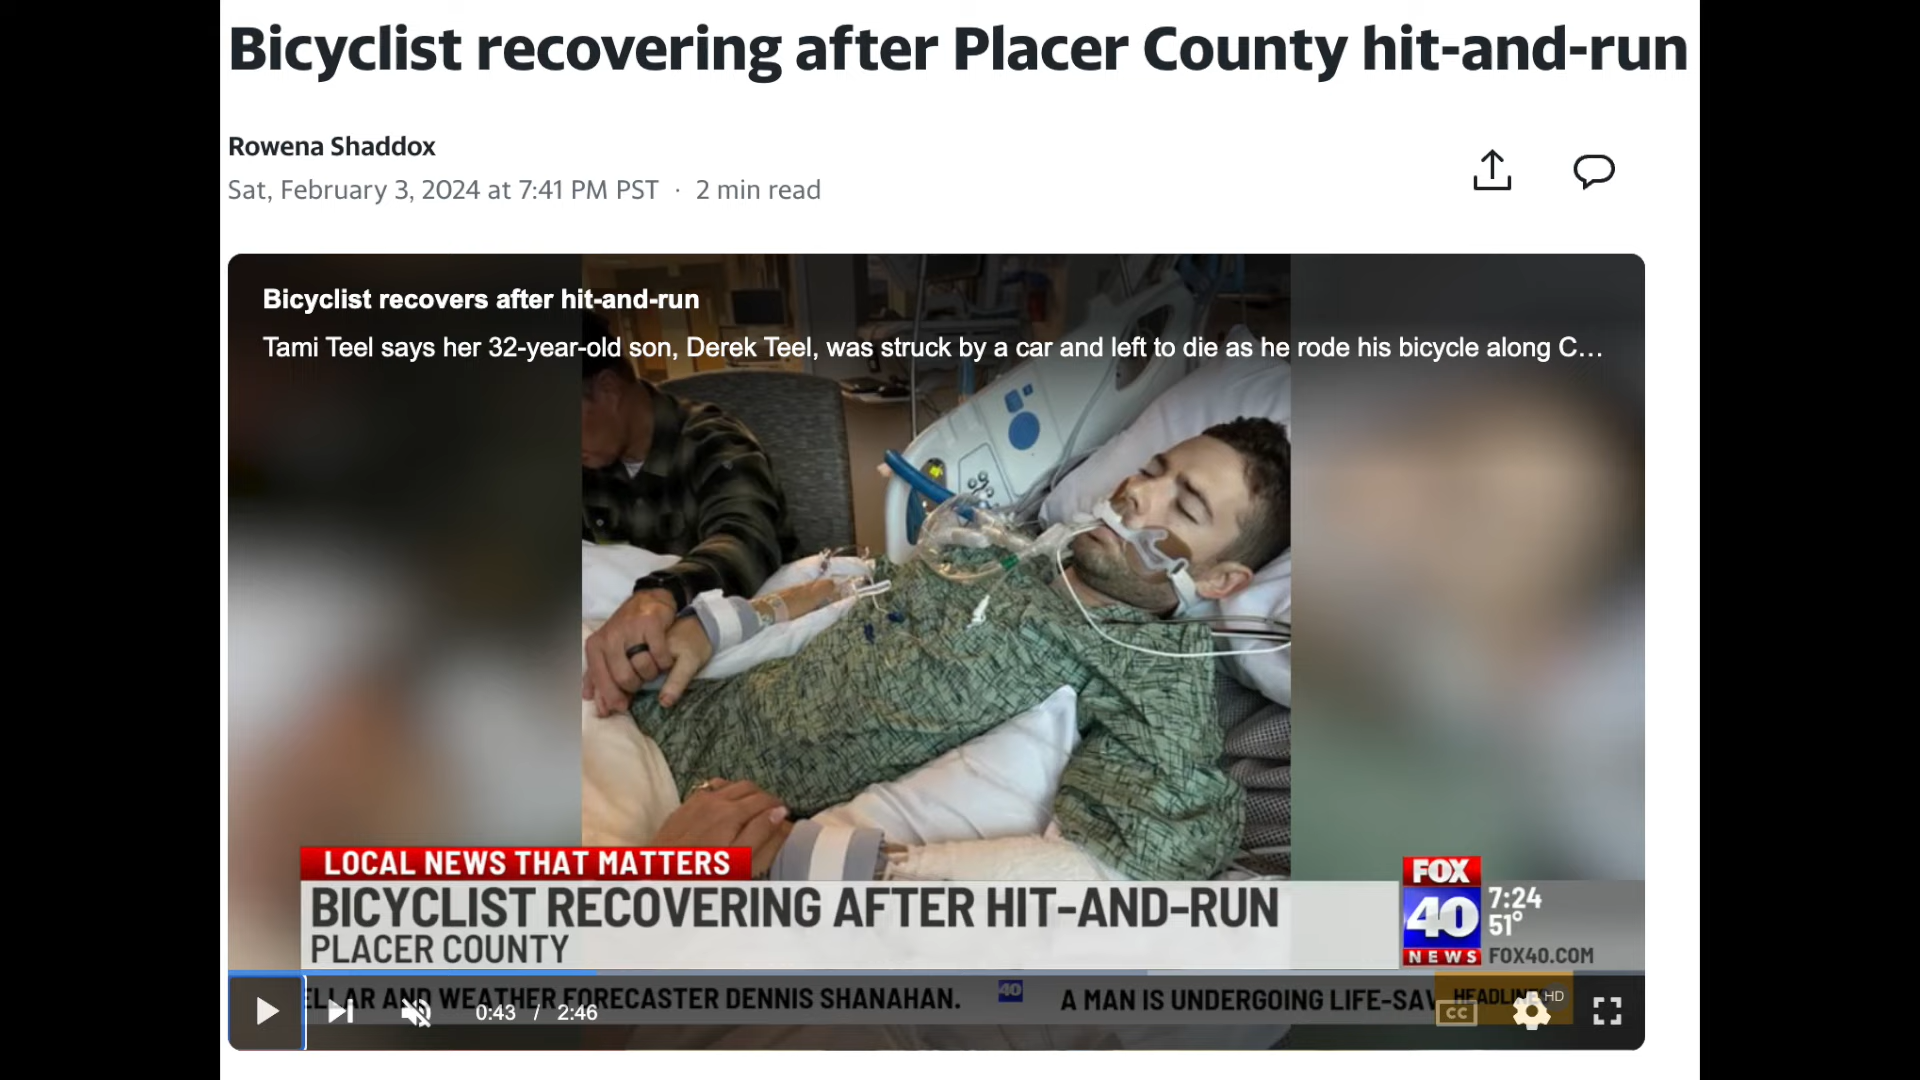 Bicyclist recovering after Placer County hit-and-run
Rowena Shaddox
Sat, February 3, 2024 at 7:41 PM PST · 2 min read
Bicyclist recovers after hit-and-run
Tami Teel says her 32-year-old son, Derek Teel, was struck by a car and left to die as he rode his bicycle along C...
LOCAL NEWS THAT MATTERS
BICYCLIST RECOVERING AFTER HIT-AND-RUN
PLACER COUNTY
FOX
40
NEWS
7:24
51°
FOX40.COM
AND WEATHER FORECASTER DENNIS SHANAHAN.
40
A MAN IS UNDERGOING
0:43 / 2:46
CC
HD